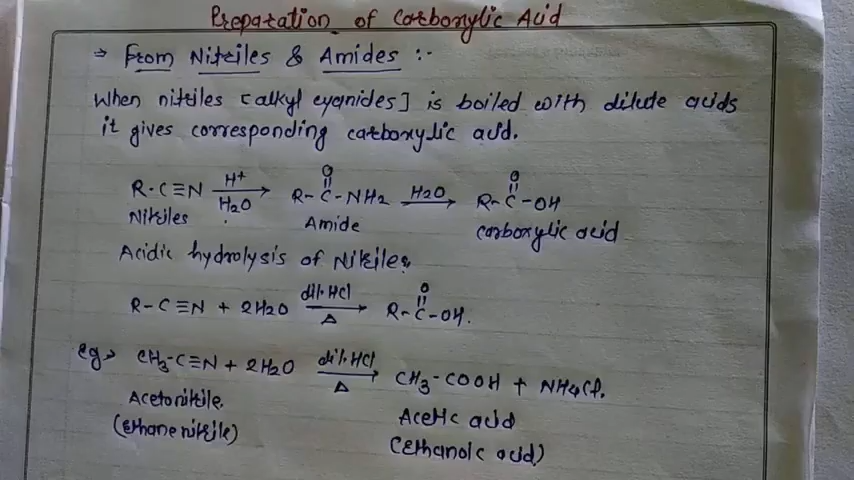 Preparation of Carboxylic Acid
⇒ From Nitriles & Amides :-
When nitriles [alkyl cyanides] is boiled with dilute acids
it gives corresponding carboxylic acid.
R-C≡N H+ / H2O → R-C(=O)-NH2 H2O → R-C(=O)-OH
Nitriles Amide carboxylic acid
Acidic hydrolysis of Nitriles
R-C≡N + 2H2O dil·HCl / Δ → R-C(=O)-OH.
eg→ CH3-C≡N + 2H2O dil·HCl / Δ → CH3-COOH + NH4Cl.
Acetonitrile. Acetic acid
(Ethanenitrile) (Ethanoic acid)